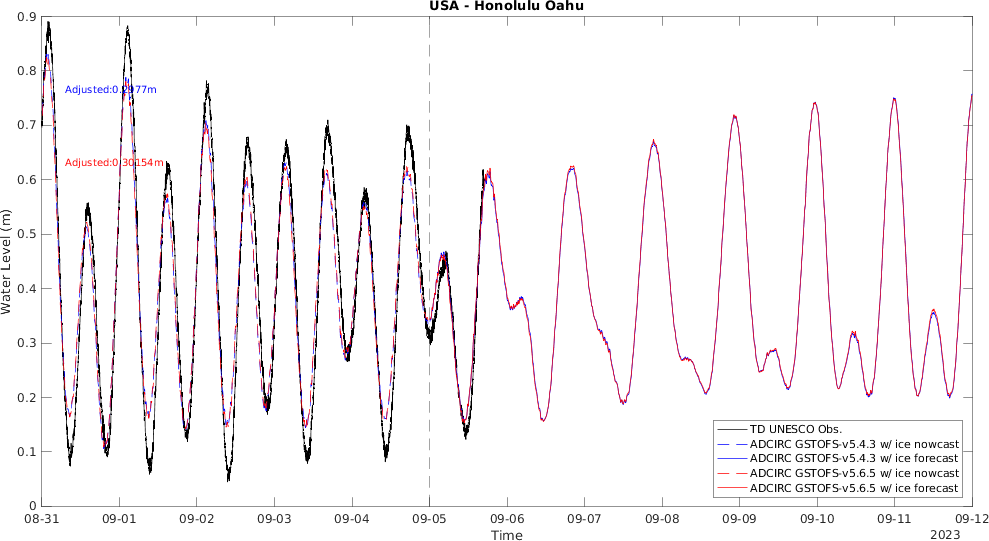 USA - Honolulu Oahu
0.9
0.8
0.7
0.6
0.5
0.4
0.3
0.2
0.1
0
Water Level (m)
Adjusted:0.2977m
Adjusted:0.30154m
TD UNESCO Obs.
ADCIRC GSTOFS-v5.4.3 w/ ice nowcast
ADCIRC GSTOFS-v5.4.3 w/ ice forecast
ADCIRC GSTOFS-v5.6.5 w/ ice nowcast
ADCIRC GSTOFS-v5.6.5 w/ ice forecast
08-31 09-01 09-02 09-03 09-04 09-05 09-06 09-07 09-08 09-09 09-10 09-11 09-12
Time
2023